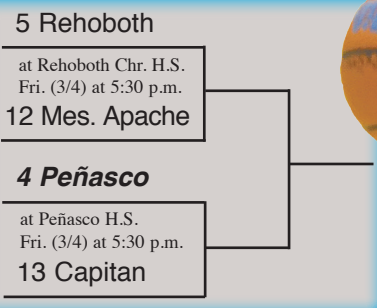 5 Rehoboth
at Rehoboth Chr. H.S.
Fri. (3/4) at 5:30 p.m.
12 Mes. Apache
4 Peñasco
at Peñasco H.S.
Fri. (3/4) at 5:30 p.m.
13 Capitan